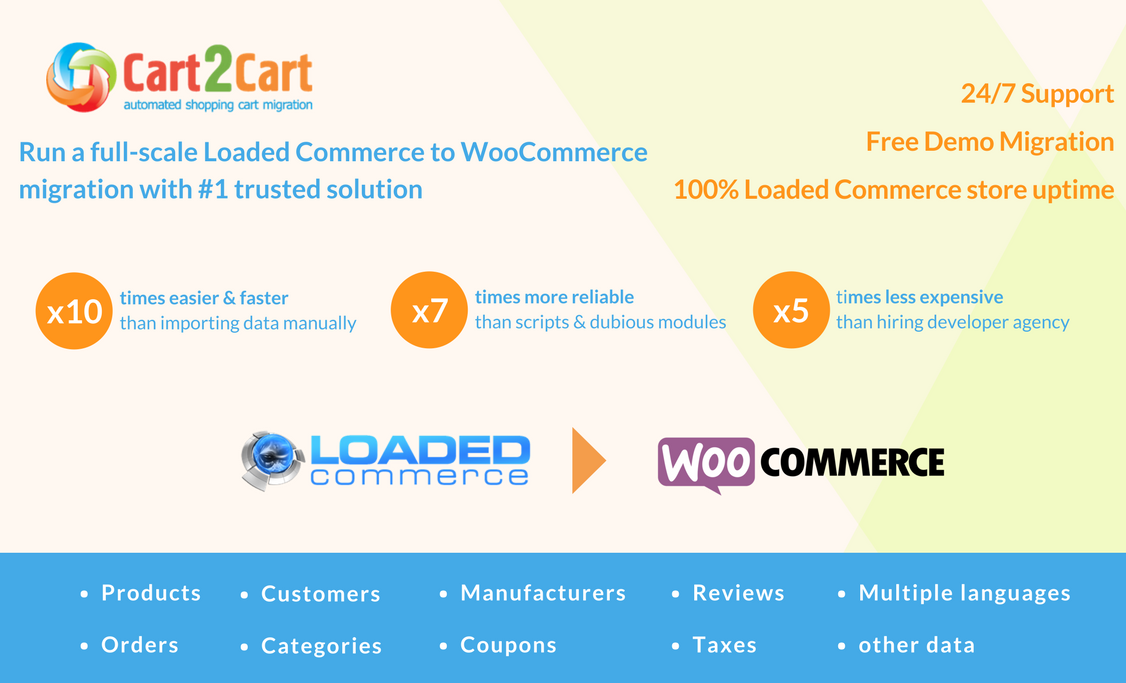 Cart2Cart
automated shopping cart migration
Run a full-scale Loaded Commerce to WooCommerce
migration with #1 trusted solution
24/7 Support
Free Demo Migration
100% Loaded Commerce store uptime
x10
times easier & faster
than importing data manually
x7
times more reliable
than scripts & dubious modules
x5
times less expensive
than hiring developer agency
LOADED
commerce
WOO COMMERCE
• Products
• Customers
• Manufacturers
• Reviews
• Multiple languages
• Orders
• Categories
• Coupons
• Taxes
• other data